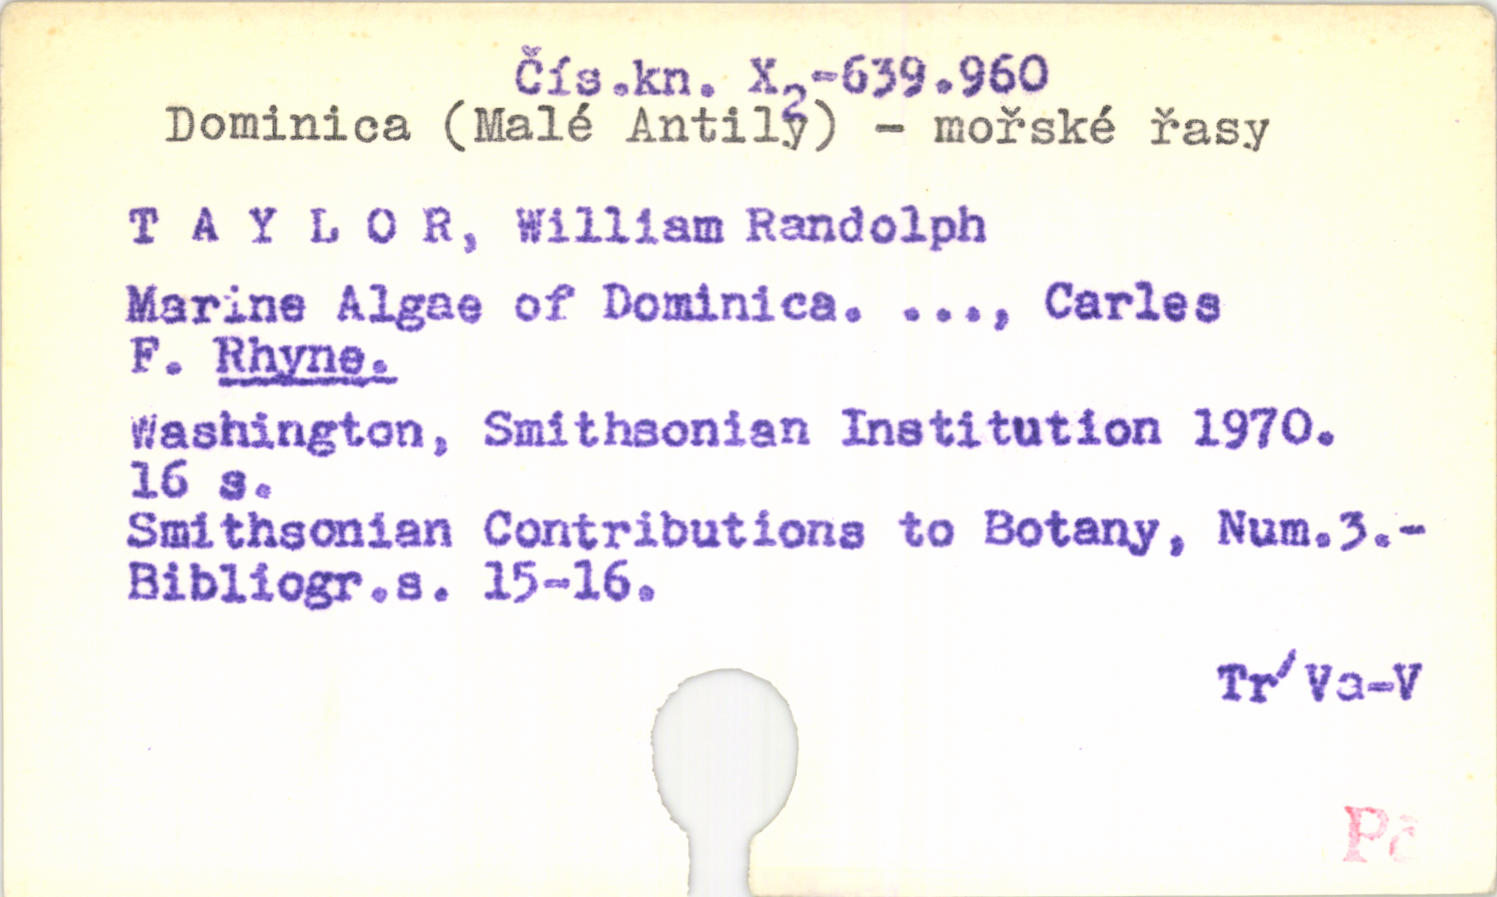 Čís.kn. X2-639.960
Dominica (Malé Antily) - mořské řasy
T A Y L O R, William Randolph
Marine Algae of Dominica. ..., Carles
F. Rhyne.
Washington, Smithsonian Institution 1970.
16 s.
Smithsonian Contributions to Botany, Num.3.-
Bibliogr.s. 15-16.
Tr/Va-V